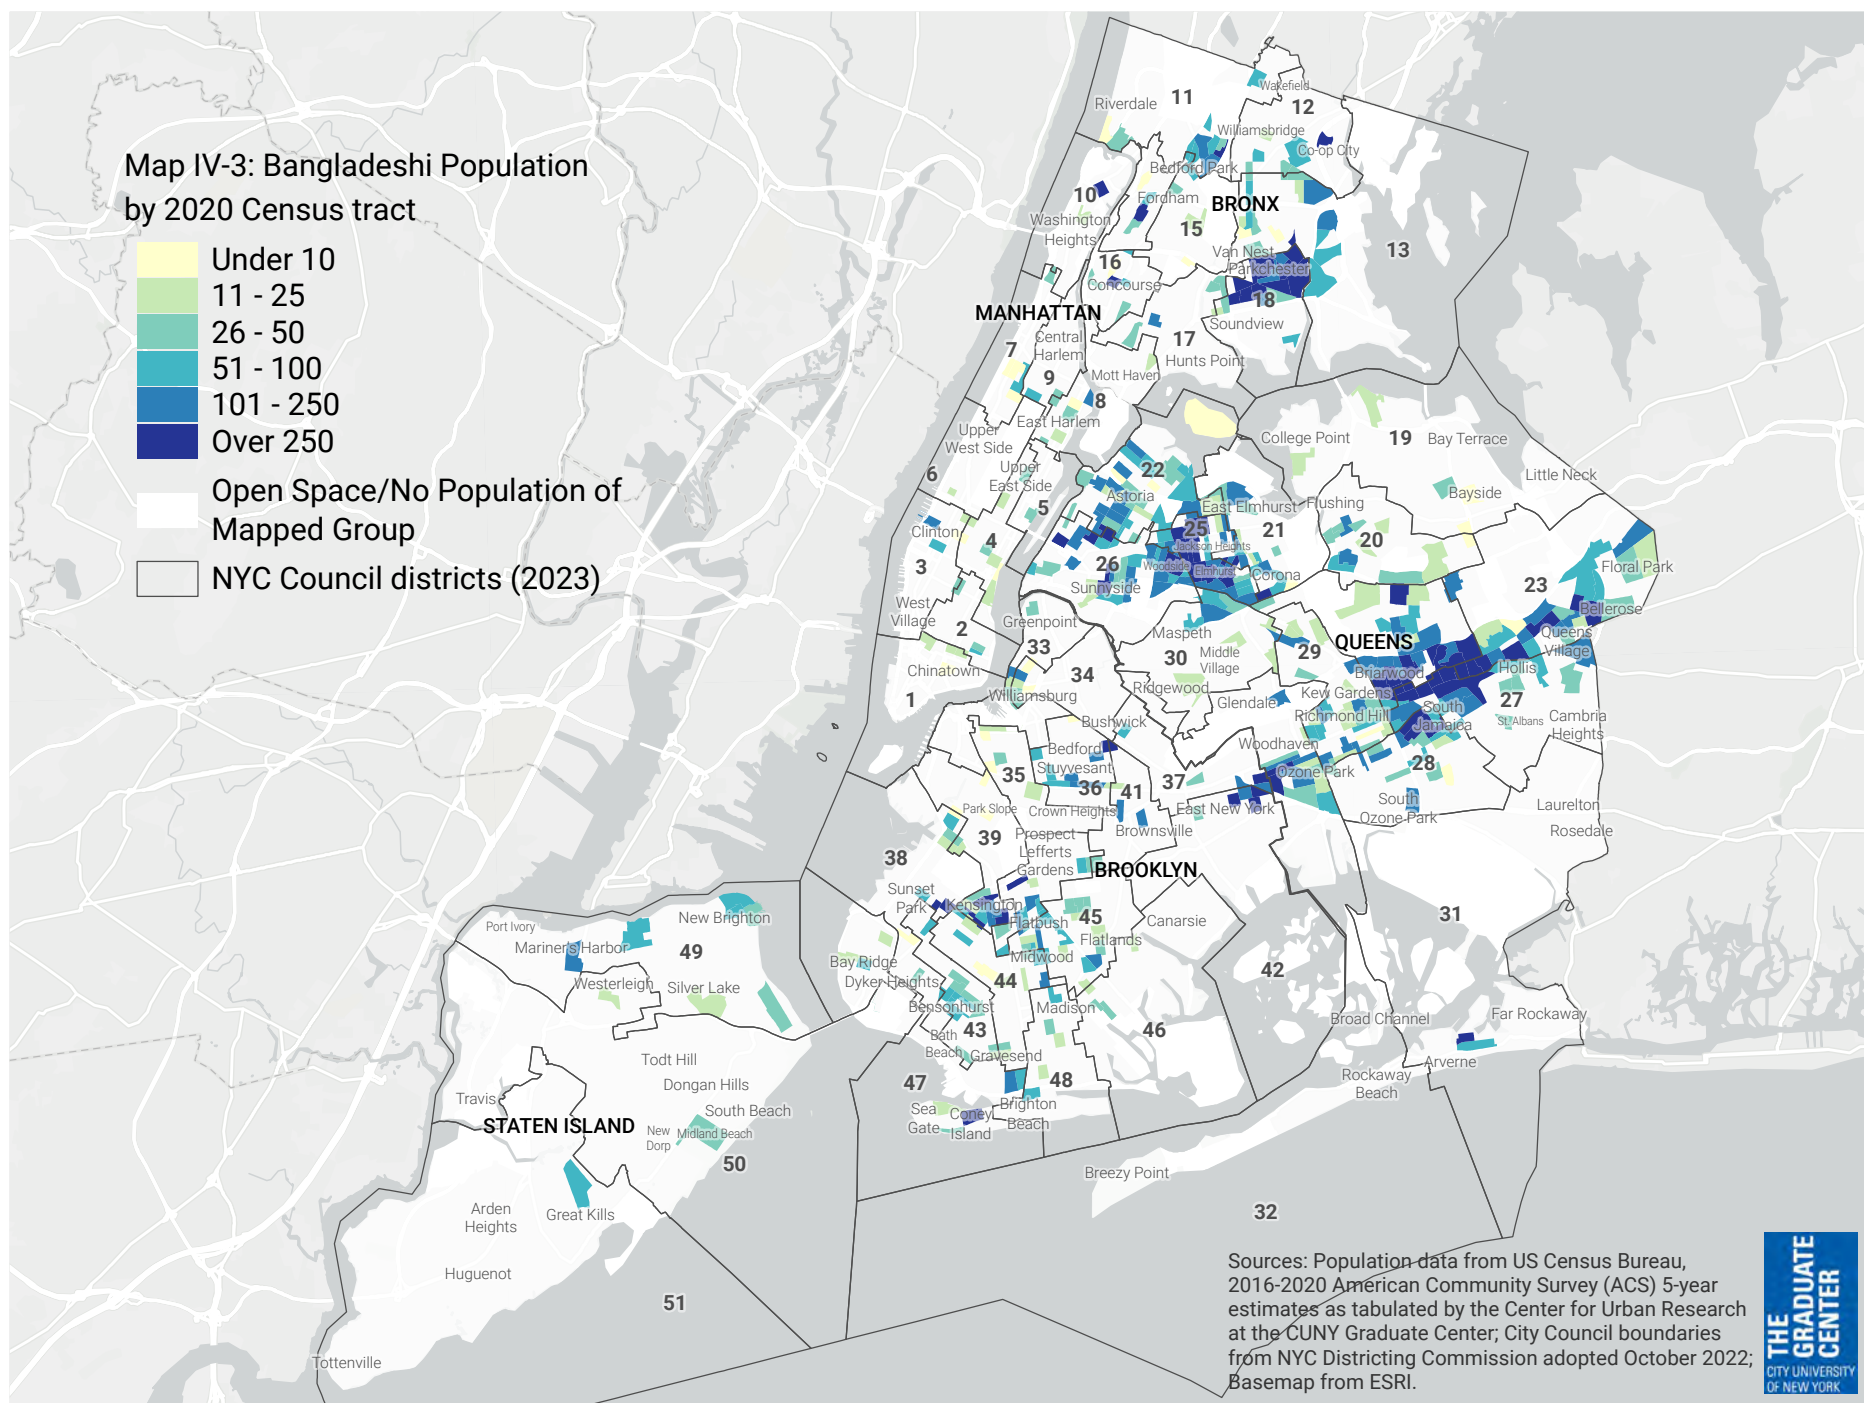 Map IV-3: Bangladeshi Population
by 2020 Census tract
Under 10
11 - 25
26 - 50
51 - 100
101 - 250
Over 250
Open Space/No Population of
Mapped Group
NYC Council districts (2023)
Wakefield
11
12
Riverdale
Williamsbridge
Co-op City
Bedford Park
10
Fordham
BRONX
Washington
Heights
15
13
Van Nest
16
Parkchester
Concourse
18
MANHATTAN
Soundview
Central
Harlem
17
7
Hunts Point
9
Mott Haven
8
East Harlem
Upper
West Side
College Point
19
Bay Terrace
Upper
East Side
22
6
Little Neck
Astoria
Bayside
5
East Elmhurst
Flushing
Clinton
25
21
4
Jackson Heights
20
3
26
Woodside
Elmhurst
Corona
Floral Park
Sunnyside
23
West
Village
Bellerose
2
Greenpoint
Maspeth
QUEENS
Queens
Village
33
30
Middle
Village
29
Chinatown
34
Briarwood
Hollis
1
Williamsburg
Ridgewood
Kew Gardens
27
Glendale
Richmond Hill
South
Jamaica
St. Albans
Cambria
Heights
Bushwick
Bedford
Stuyvesant
Woodhaven
28
35
36
41
37
Ozone Park
Park Slope
Crown Heights
East New York
South
Ozone Park
Laurelton
Rosedale
39
Prospect
Lefferts
Gardens
Brownsville
38
BROOKLYN
Sunset
Park
Kensington
Flatbush
45
Canarsie
31
Port Ivory
New Brighton
Mariner's Harbor
49
Flatlands
Bay Ridge
Midwood
42
Dyker Heights
44
Westerleigh
Silver Lake
Bensonhurst
Madison
Broad Channel
Far Rockaway
Bath
Beach
43
46
Gravesend
Todt Hill
Arverne
Dongan Hills
47
48
Rockaway
Beach
Travis
South Beach
Sea
Gate
Coney
Island
Brighton
Beach
STATEN ISLAND
New
Dorp
Midland Beach
50
Breezy Point
Arden
Heights
Great Kills
32
Huguenot
51
Tottenville
Sources: Population data from US Census Bureau,
2016-2020 American Community Survey (ACS) 5-year
estimates as tabulated by the Center for Urban Research
at the CUNY Graduate Center; City Council boundaries
from NYC Districting Commission adopted October 2022;
Basemap from ESRI.
THE
GRADUATE
CENTER
CITY UNIVERSITY
OF NEW YORK